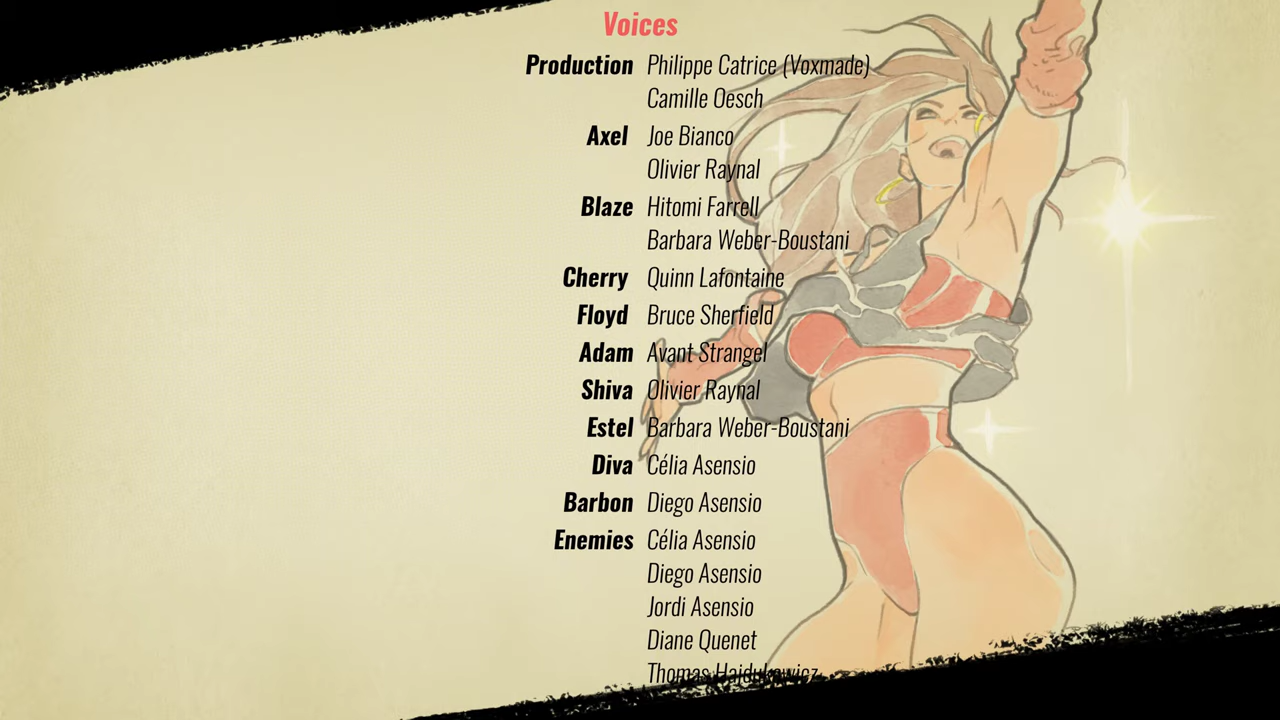 Voices
Production Philippe Catrice (Voxmade)
Camille Oesch
Axel Joe Bianco
Olivier Raynal
Blaze Hitomi Farrell
Barbara Weber-Boustani
Cherry Quinn Lafontaine
Floyd Bruce Sherfield
Adam Avant Strangel
Shiva Olivier Raynal
Estel Barbara Weber-Boustani
Diva Célia Asensio
Barbon Diego Asensio
Enemies Célia Asensio
Diego Asensio
Jordi Asensio
Diane Quenet
Thomas Hajdukowicz